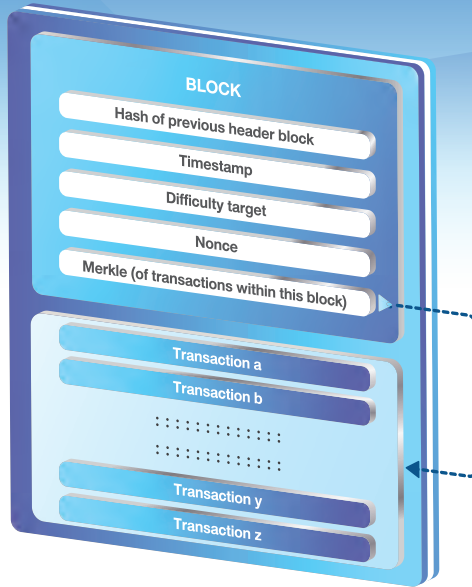 BLOCK
Hash of previous header block
Timestamp
Difficulty target
Nonce
Merkle (of transactions within this block)
Transaction a
Transaction b
Transaction y
Transaction z